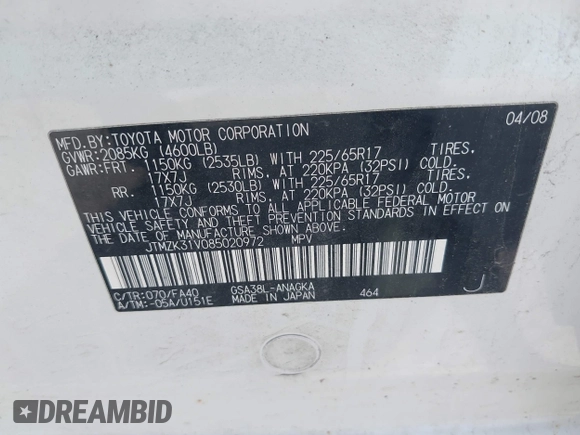 MFD.BY:TOYOTA MOTOR CORPORATION 04/08
GVWR:2085KG (4600LB)
GAWR:FRT. 1150KG (2535LB) WITH 225/65R17 TIRES.
17X7J RIMS. AT 220KPA (32PSI) COLD.
RR. 1150KG (2530LB) WITH 225/65R17 TIRES.
17X7J RIMS. AT 220KPA (32PSI) COLD.
THIS VEHICLE CONFORMS TO ALL APPLICABLE FEDERAL MOTOR
VEHICLE SAFETY AND THEFT PREVENTION STANDARDS IN EFFECT ON
THE DATE OF MANUFACTURE SHOWN ABOVE.
JTMZK31V085020972 MPV
C/TR:070/FA40 GSA38L-ANAGKA J
A/TM:-05A/U151E MADE IN JAPAN 464
DREAMBID